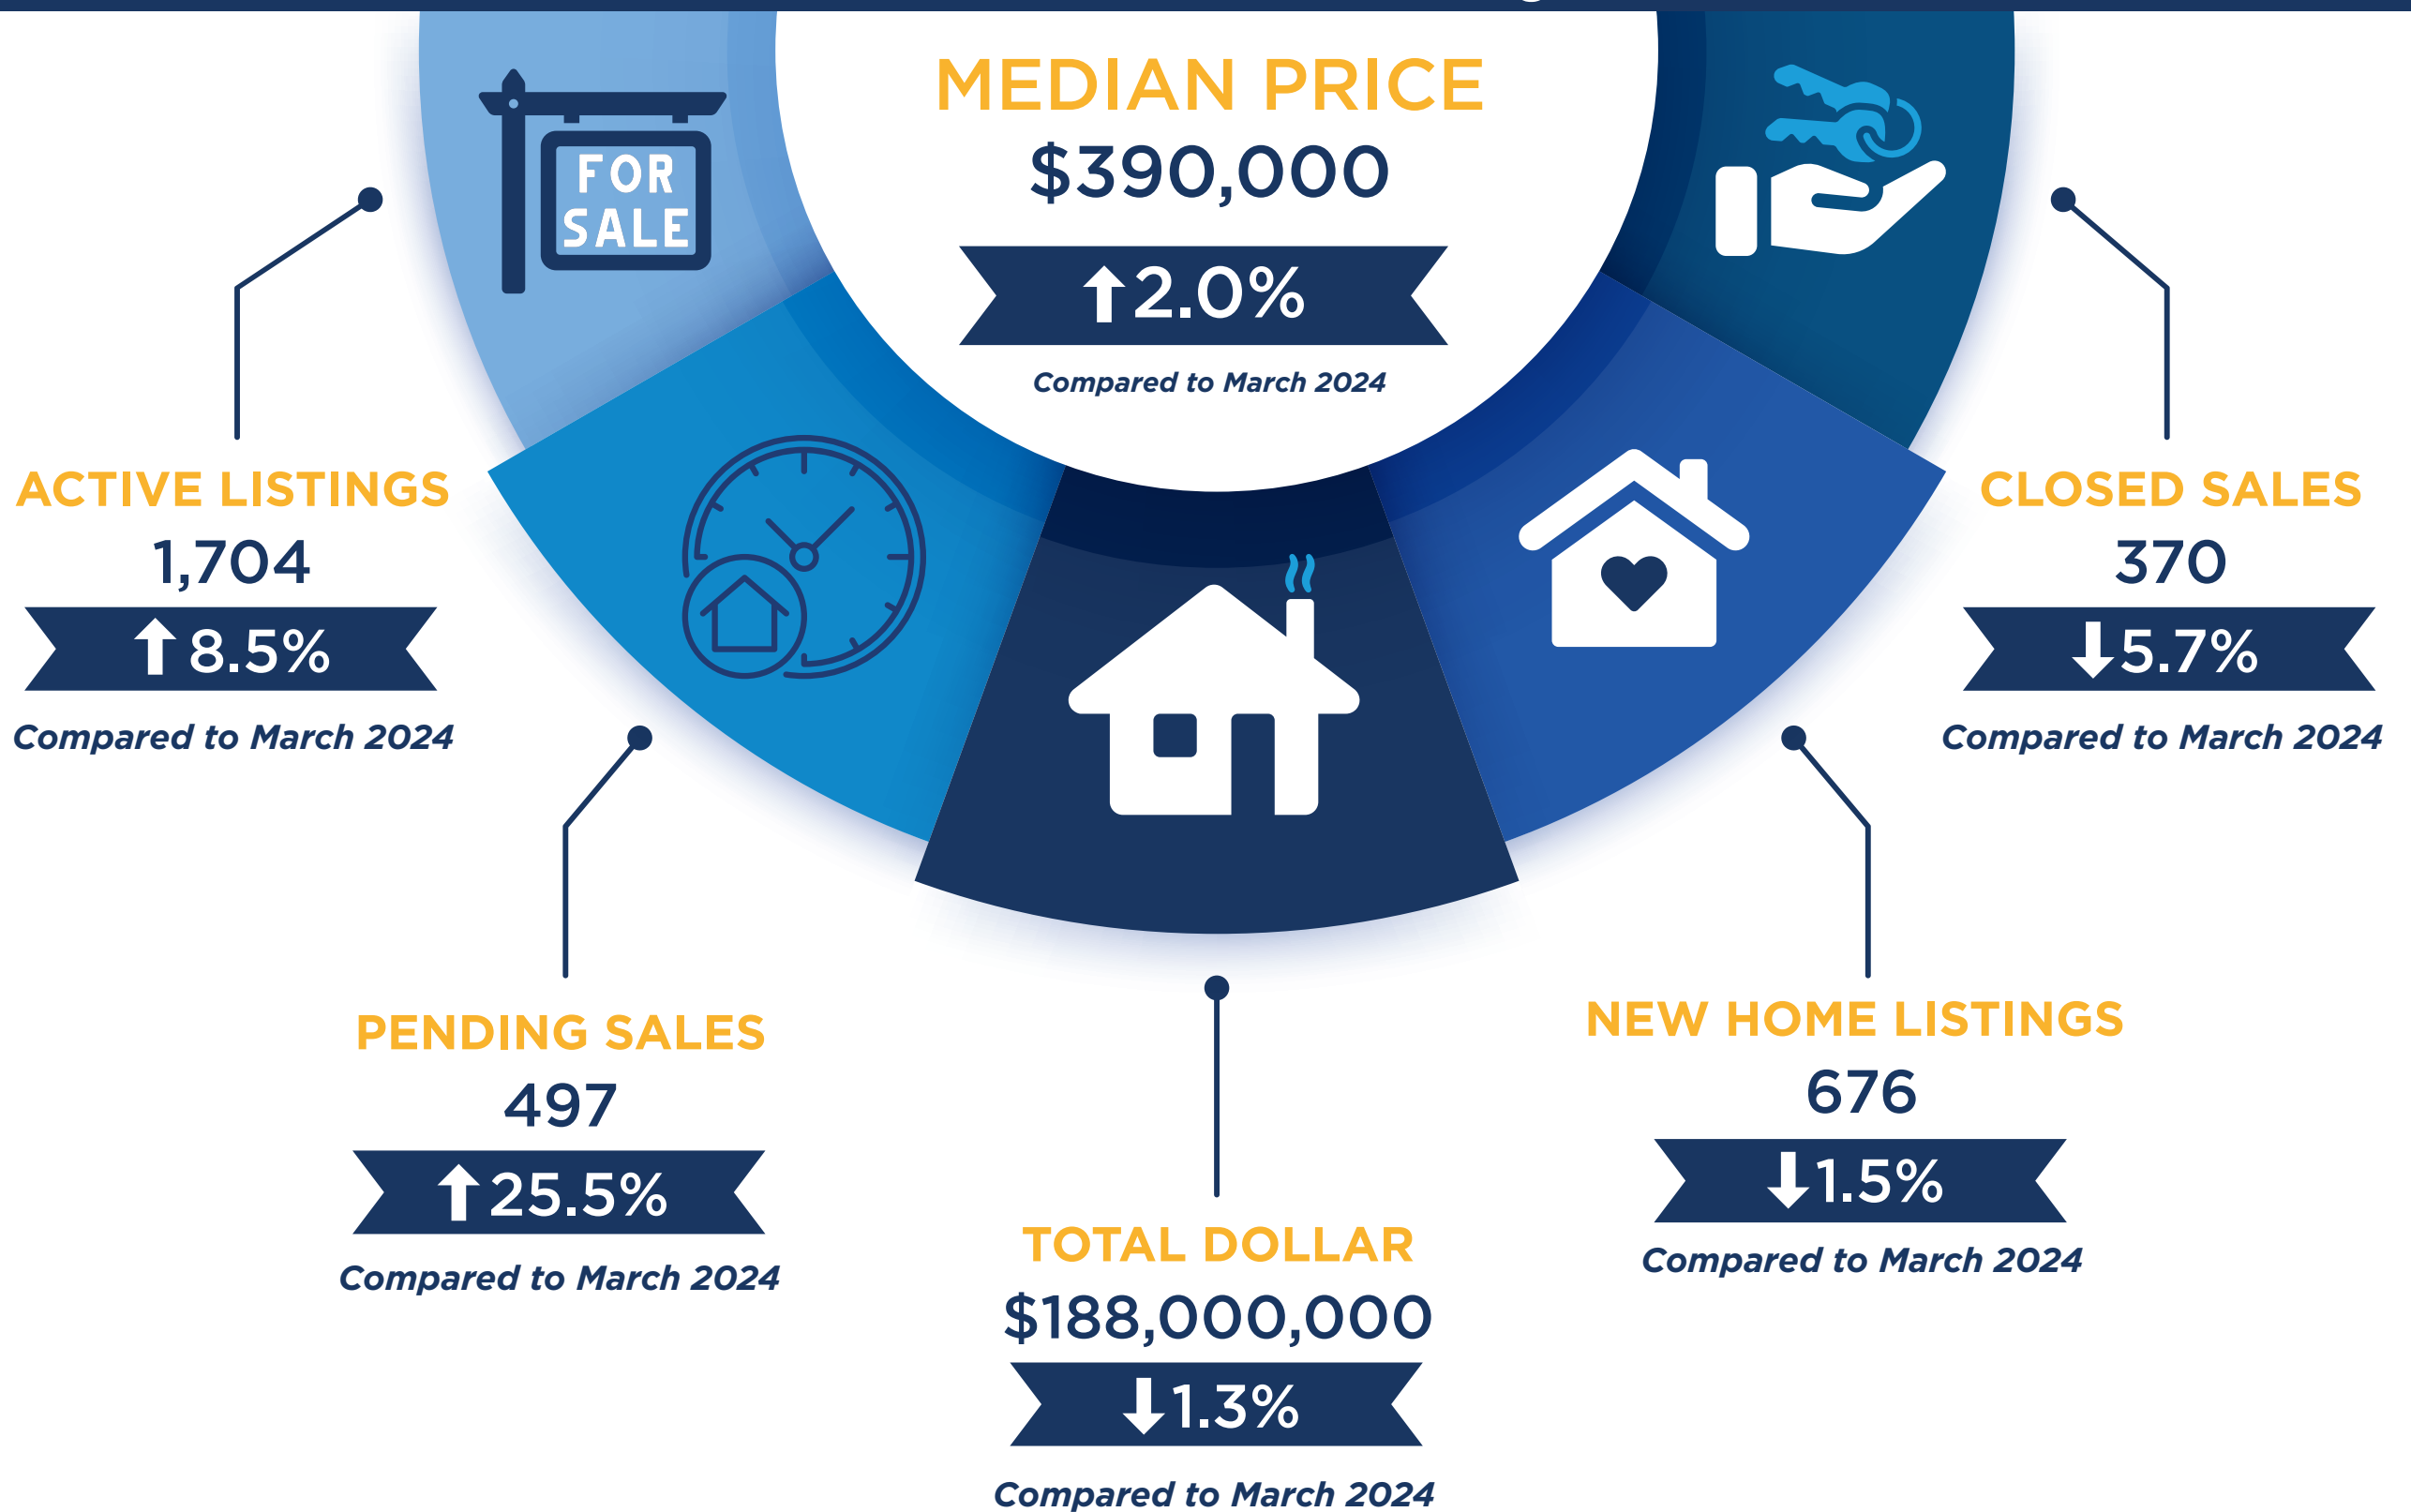 MEDIAN PRICE
$390,000
↑2.0%
Compared to March 2024
FOR
SALE
ACTIVE LISTINGS
1,704
↑8.5%
Compared to March 2024
CLOSED SALES
370
↓5.7%
Compared to March 2024
PENDING SALES
497
↑25.5%
Compared to March 2024
NEW HOME LISTINGS
676
↓1.5%
Compared to March 2024
TOTAL DOLLAR
$188,000,000
↓1.3%
Compared to March 2024